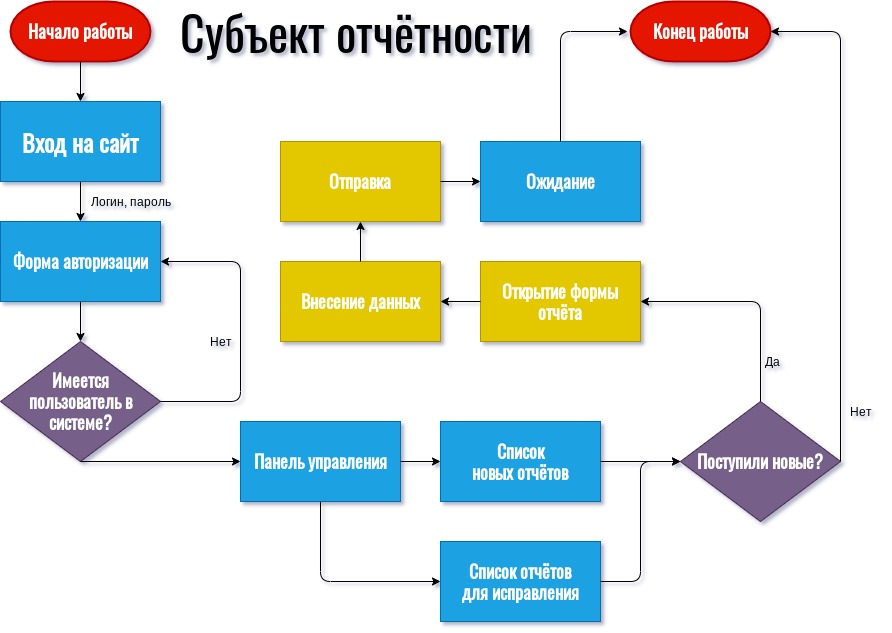 Начало работы
Субъект отчётности
Конец работы
Вход на сайт
Логин, пароль
Отправка
Ожидание
Форма авторизации
Внесение данных
Открытие формы
отчёта
Нет
Да
Имеется
пользователь в
системе?
Нет
Панель управления
Список
новых отчётов
Поступили новые?
Список отчётов
для исправления